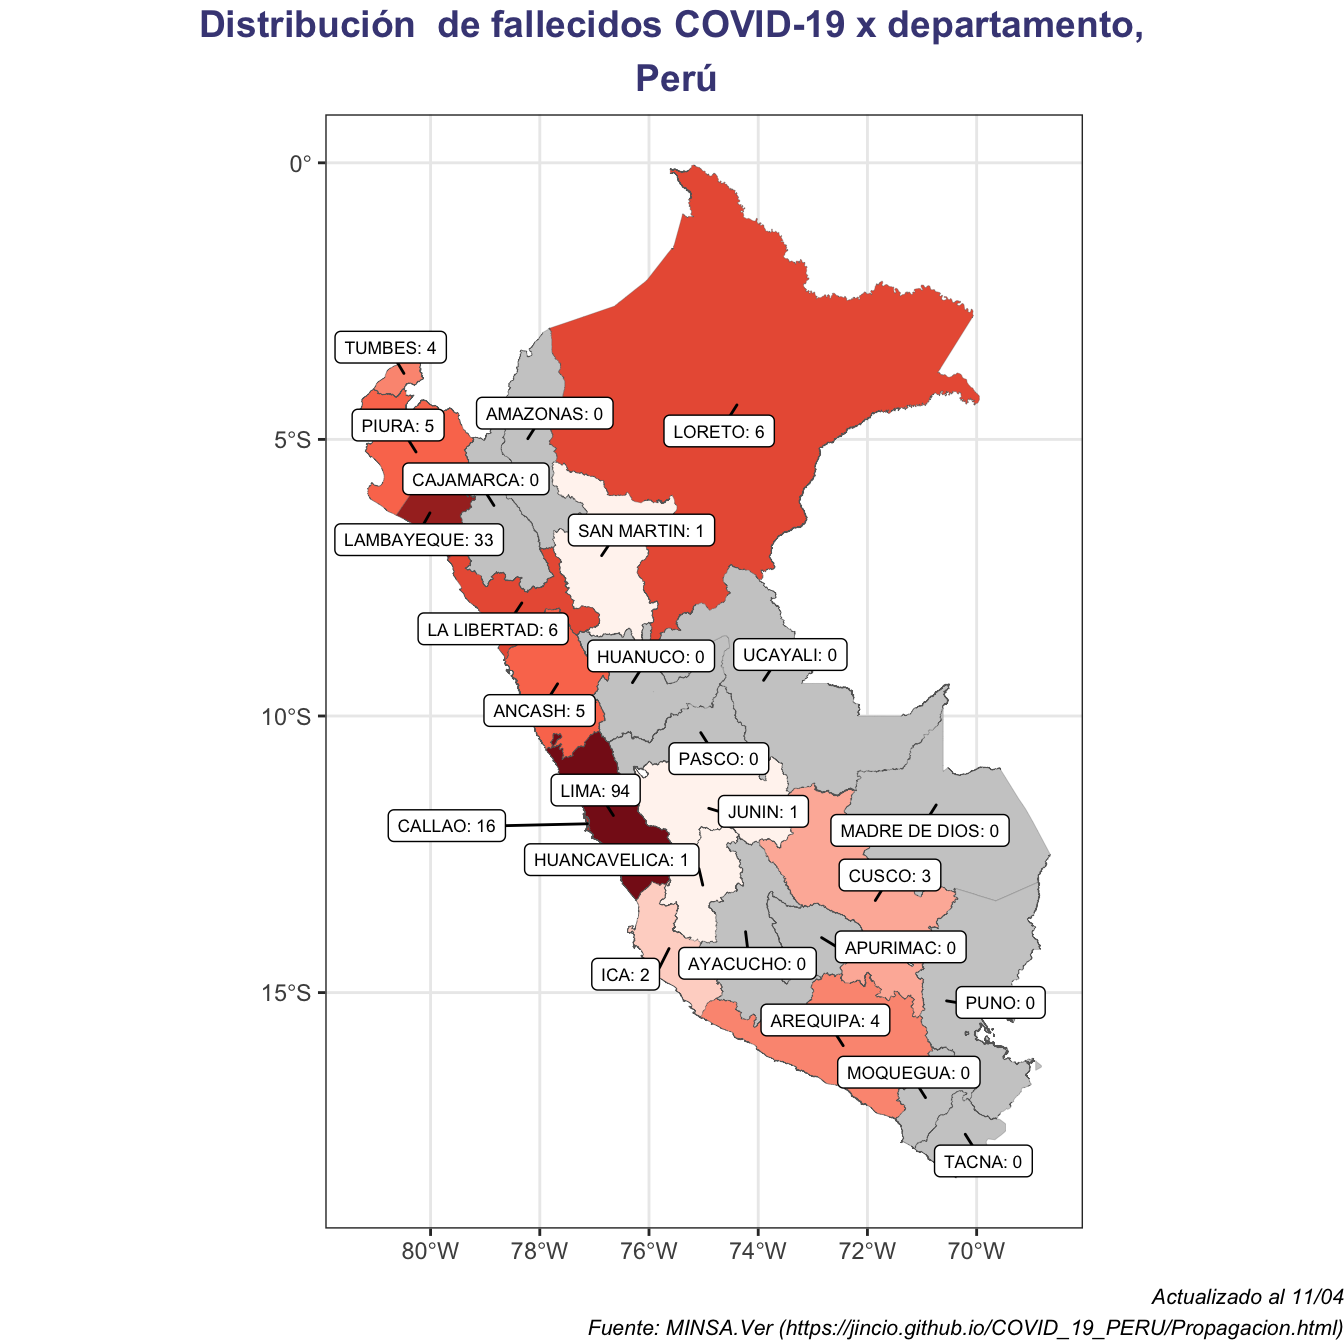 Distribución  de fallecidos COVID-19 x departamento,
Perú
0°
TUMBES: 4
AMAZONAS: 0
PIURA: 5
LORETO: 6
5°S
CAJAMARCA: 0
SAN MARTIN: 1
LAMBAYEQUE: 33
LA LIBERTAD: 6
HUANUCO: 0
UCAYALI: 0
ANCASH: 5
10°S
PASCO: 0
LIMA: 94
JUNIN: 1
CALLAO: 16
MADRE DE DIOS: 0
HUANCAVELICA: 1
CUSCO: 3
APURIMAC: 0
AYACUCHO: 0
ICA: 2
15°S
PUNO: 0
AREQUIPA: 4
MOQUEGUA: 0
TACNA: 0
80°W 78°W 76°W 74°W 72°W 70°W
Actualizado al 11/04
Fuente: MINSA.Ver (https://jincio.github.io/COVID_19_PERU/Propagacion.html)